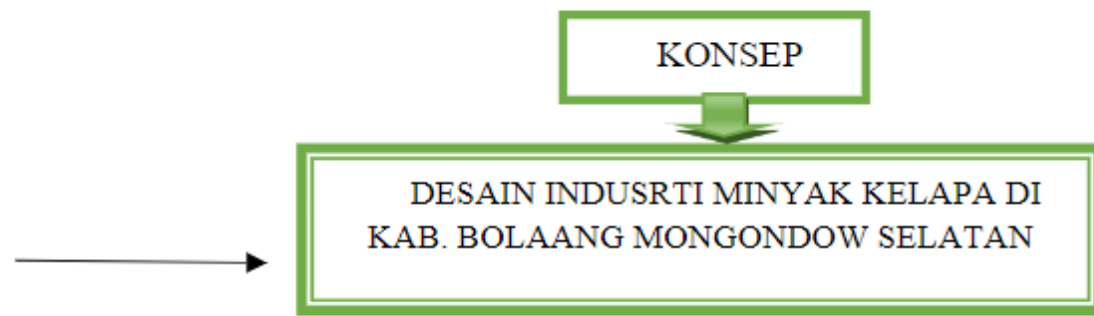 KONSEP
DESAIN INDUSRTI MINYAK KELAPA DI
KAB. BOLAANG MONGONDOW SELATAN